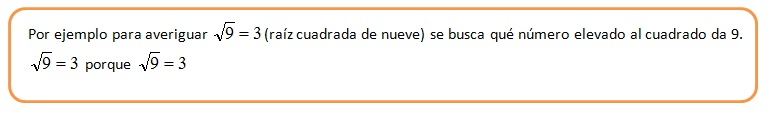 Por ejemplo para averiguar √9 = 3 (raíz cuadrada de nueve) se busca qué número elevado al cuadrado da 9.
√9 = 3 porque √9 = 3